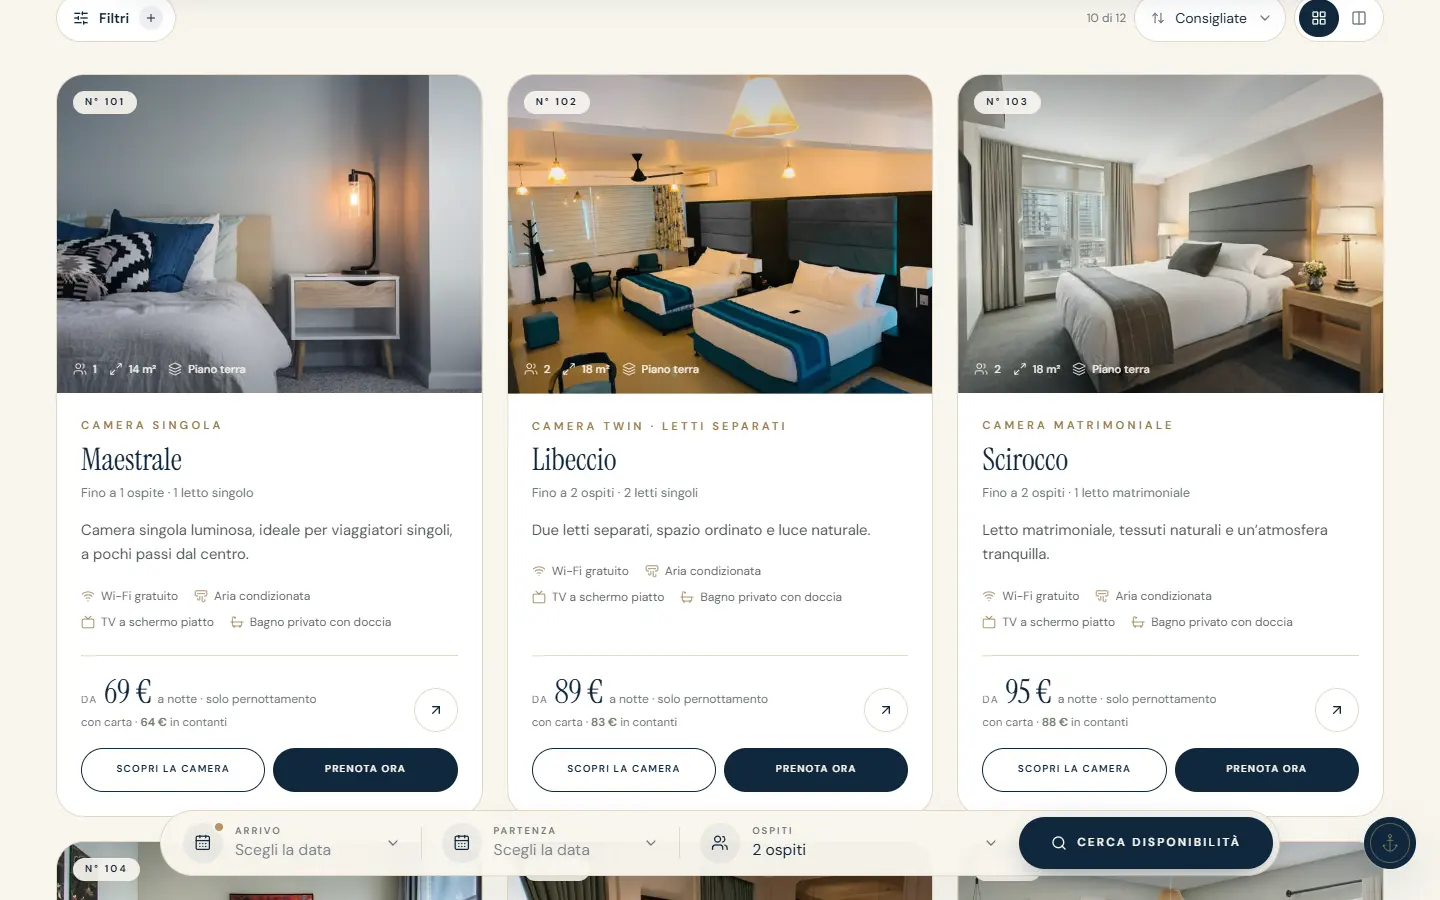 Filtri
10 di 12
Consigliate
N° 101
N° 102
N° 103
1 14 m² Piano terra
2 18 m² Piano terra
2 18 m² Piano terra
CAMERA SINGOLA
Maestrale
Fino a 1 ospite · 1 letto singolo
Camera singola luminosa, ideale per viaggiatori singoli,
a pochi passi dal centro.
Wi-Fi gratuito Aria condizionata
TV a schermo piatto Bagno privato con doccia
DA 69 € a notte · solo pernottamento
con carta · 64 € in contanti
SCOPRI LA CAMERA PRENOTA ORA
CAMERA TWIN · LETTI SEPARATI
Libeccio
Fino a 2 ospiti · 2 letti singoli
Due letti separati, spazio ordinato e luce naturale.
Wi-Fi gratuito Aria condizionata
TV a schermo piatto Bagno privato con doccia
DA 89 € a notte · solo pernottamento
con carta · 83 € in contanti
SCOPRI LA CAMERA PRENOTA ORA
CAMERA MATRIMONIALE
Scirocco
Fino a 2 ospiti · 1 letto matrimoniale
Letto matrimoniale, tessuti naturali e un’atmosfera
tranquilla.
Wi-Fi gratuito Aria condizionata
TV a schermo piatto Bagno privato con doccia
DA 95 € a notte · solo pernottamento
con carta · 88 € in contanti
SCOPRI LA CAMERA PRENOTA ORA
N° 104
ARRIVO
Scegli la data
PARTENZA
Scegli la data
OSPITI
2 ospiti
CERCA DISPONIBILITÀ